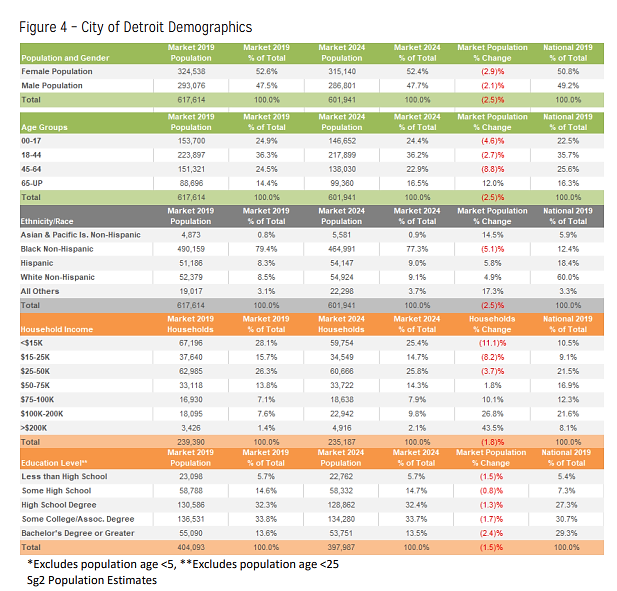 Figure 4 – City of Detroit Demographics
Market 2019 Market 2019 Market 2024 Market 2024 Market Population National 2019
Population and Gender Population % of Total Population % of Total % Change % of Total
Female Population 324,538 52.6% 315,140 52.4% (2.9)% 50.8%
Male Population 293,076 47.5% 286,801 47.7% (2.1)% 49.2%
Total 617,614 100.0% 601,941 100.0% (2.5)% 100.0%
Market 2019 Market 2019 Market 2024 Market 2024 Market Population National 2019
Age Groups Population % of Total Population % of Total % Change % of Total
00-17 153,700 24.9% 146,652 24.4% (4.6)% 22.5%
18-44 223,897 36.3% 217,899 36.2% (2.7)% 35.7%
45-64 151,321 24.5% 138,030 22.9% (8.8)% 25.6%
65-UP 88,696 14.4% 99,360 16.5% 12.0% 16.3%
Total 617,614 100.0% 601,941 100.0% (2.5)% 100.0%
Market 2019 Market 2019 Market 2024 Market 2024 Market Population National 2019
Ethnicity/Race Population % of Total Population % of Total % Change % of Total
Asian & Pacific Is. Non-Hispanic 4,873 0.8% 5,581 0.9% 14.5% 5.9%
Black Non-Hispanic 490,159 79.4% 464,991 77.3% (5.1)% 12.4%
Hispanic 51,186 8.3% 54,147 9.0% 5.8% 18.4%
White Non-Hispanic 52,379 8.5% 54,924 9.1% 4.9% 60.0%
All Others 19,017 3.1% 22,298 3.7% 17.3% 3.3%
Total 617,614 100.0% 601,941 100.0% (2.5)% 100.0%
Market 2019 Market 2019 Market 2024 Market 2024 Households National 2019
Household Income Households % of Total Households % of Total % Change % of Total
<$15K 67,196 28.1% 59,754 25.4% (11.1)% 10.5%
$15-25K 37,640 15.7% 34,549 14.7% (8.2)% 9.1%
$25-50K 62,985 26.3% 60,666 25.8% (3.7)% 21.5%
$50-75K 33,118 13.8% 33,722 14.3% 1.8% 16.9%
$75-100K 16,930 7.1% 18,638 7.9% 10.1% 12.3%
$100K-200K 18,095 7.6% 22,942 9.8% 26.8% 21.6%
>$200K 3,426 1.4% 4,916 2.1% 43.5% 8.1%
Total 239,390 100.0% 235,187 100.0% (1.8)% 100.0%
Market 2019 Market 2019 Market 2024 Market 2024 Market Population National 2019
Education Level** Population % of Total Population % of Total % Change % of Total
Less than High School 23,098 5.7% 22,762 5.7% (1.5)% 5.4%
Some High School 58,788 14.6% 58,332 14.7% (0.8)% 7.3%
High School Degree 130,586 32.3% 128,862 32.4% (1.3)% 27.3%
Some College/Assoc. Degree 136,531 33.8% 134,280 33.7% (1.7)% 30.7%
Bachelor's Degree or Greater 55,090 13.6% 53,751 13.5% (2.4)% 29.3%
Total 404,093 100.0% 397,987 100.0% (1.5)% 100.0%
*Excludes population age <5, **Excludes population age <25
Sg2 Population Estimates